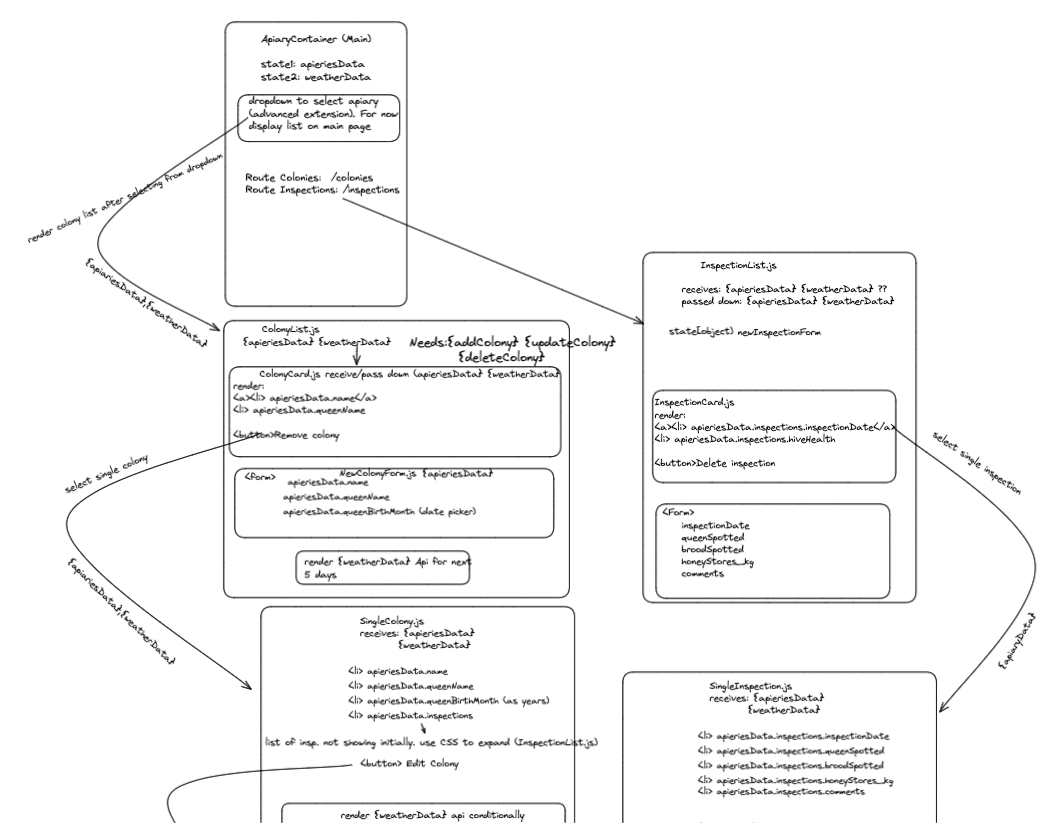 ApiaryContainer (Main)
state1: apieriesData
state2: weatherData
dropdown to select apiary
(advanced extension). For now
display list on main page
Route Colonies: /colonies
Route Inspections: /inspections
render colony list after selecting from dropdown
{apiariesData},{weatherData}
ColonyList.js
{apieriesData} {weatherData}
Needs:{addColony} {updateColony}
{deleteColony}
ColonyCard.js receive/pass down (apieriesData} {weatherData}
render:
<a><li> apieriesData.name</a>
<li> apieriesData.queenName
<button>Remove colony
<form>
NewColonyForm.js {apieriesData}
apieriesData.name
apieriesData.queenName
apieriesData.queenBirthMonth (date picker)
render {weatherData} Api for next
5 days
select single colony
{apiariesData},{weatherData}
InspectionList.js
receives: {apieriesData} {weatherData} ??
passed down: {apieriesData} {weatherData}
state(object) newInspectionForm
InspectionCard.js
render:
<a><li> apieriesData.inspections.inspectionDate</a>
<li> apieriesData.inspections.hiveHealth
<button>Delete inspection
<Form>
inspectionDate
queenSpotted
broodSpotted
honeyStores_kg
comments
select single inspection
{apiaryData}
SingleColony.js
receives: {apieriesData}
{weatherData}
<li> apieriesData.name
<li> apieriesData.queenName
<li> apieriesData.queenBirthMonth (as years)
<li> apieriesData.inspections
list of insp. not showing initially. use CSS to expand (InspectionList.js)
<button> Edit Colony
render {weatherData} api conditionally
SingleInspection.js
receives: {apieriesData}
{weatherData}
<li> apieriesData.inspections.inspectionDate
<li> apieriesData.inspections.queenSpotted
<li> apieriesData.inspections.broodSpotted
<li> apieriesData.inspections.honeyStores_kg
<li> apieriesData.inspections.comments